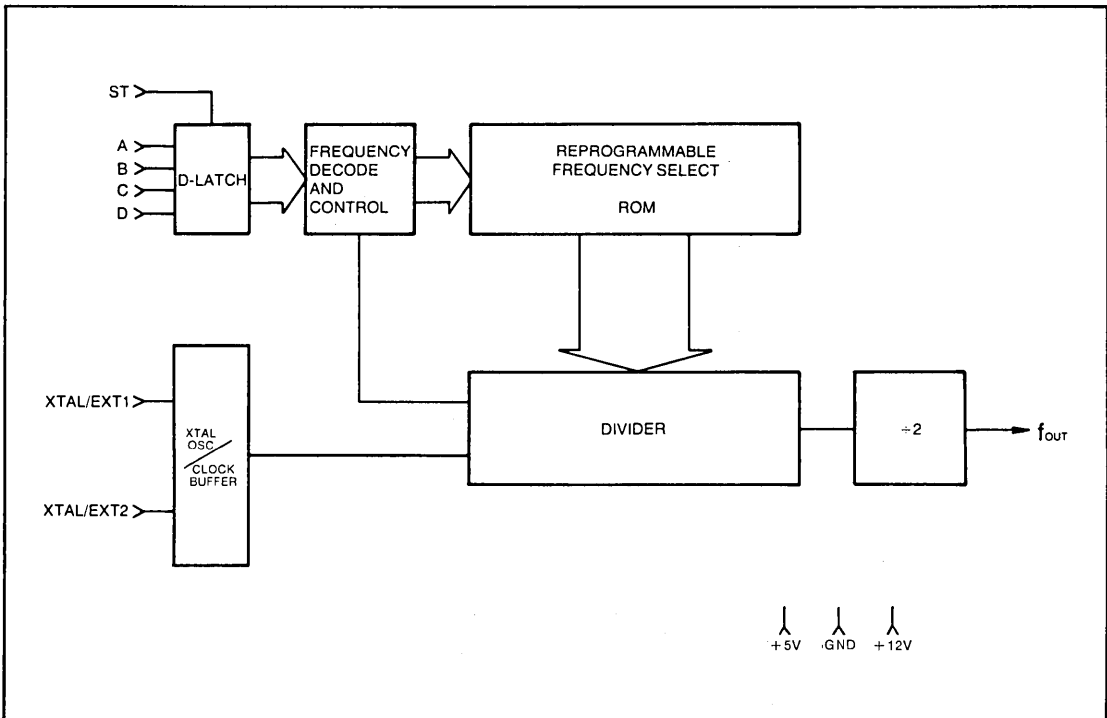 ST
A
B
C
D
D-LATCH
FREQUENCY
DECODE
AND
CONTROL
REPROGRAMMABLE
FREQUENCY SELECT
ROM
XTAL/EXT1
XTAL/EXT2
XTAL
OSC
CLOCK
BUFFER
DIVIDER
÷2
fOUT
+5V GND +12V